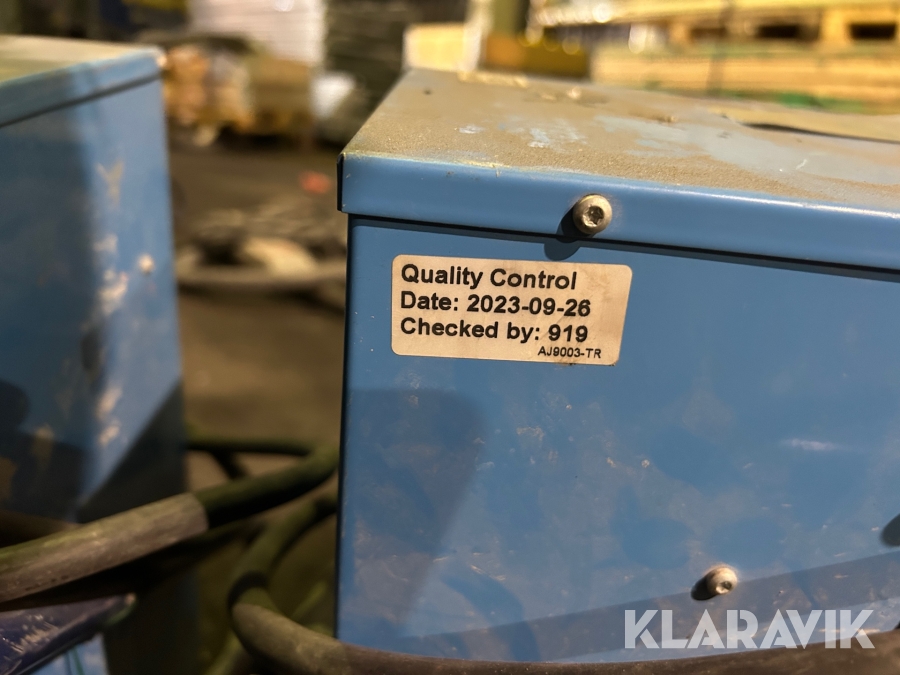 Quality Control
Date: 2023-09-26
Checked by: 919
AJ9003-TR
KLARAVIK